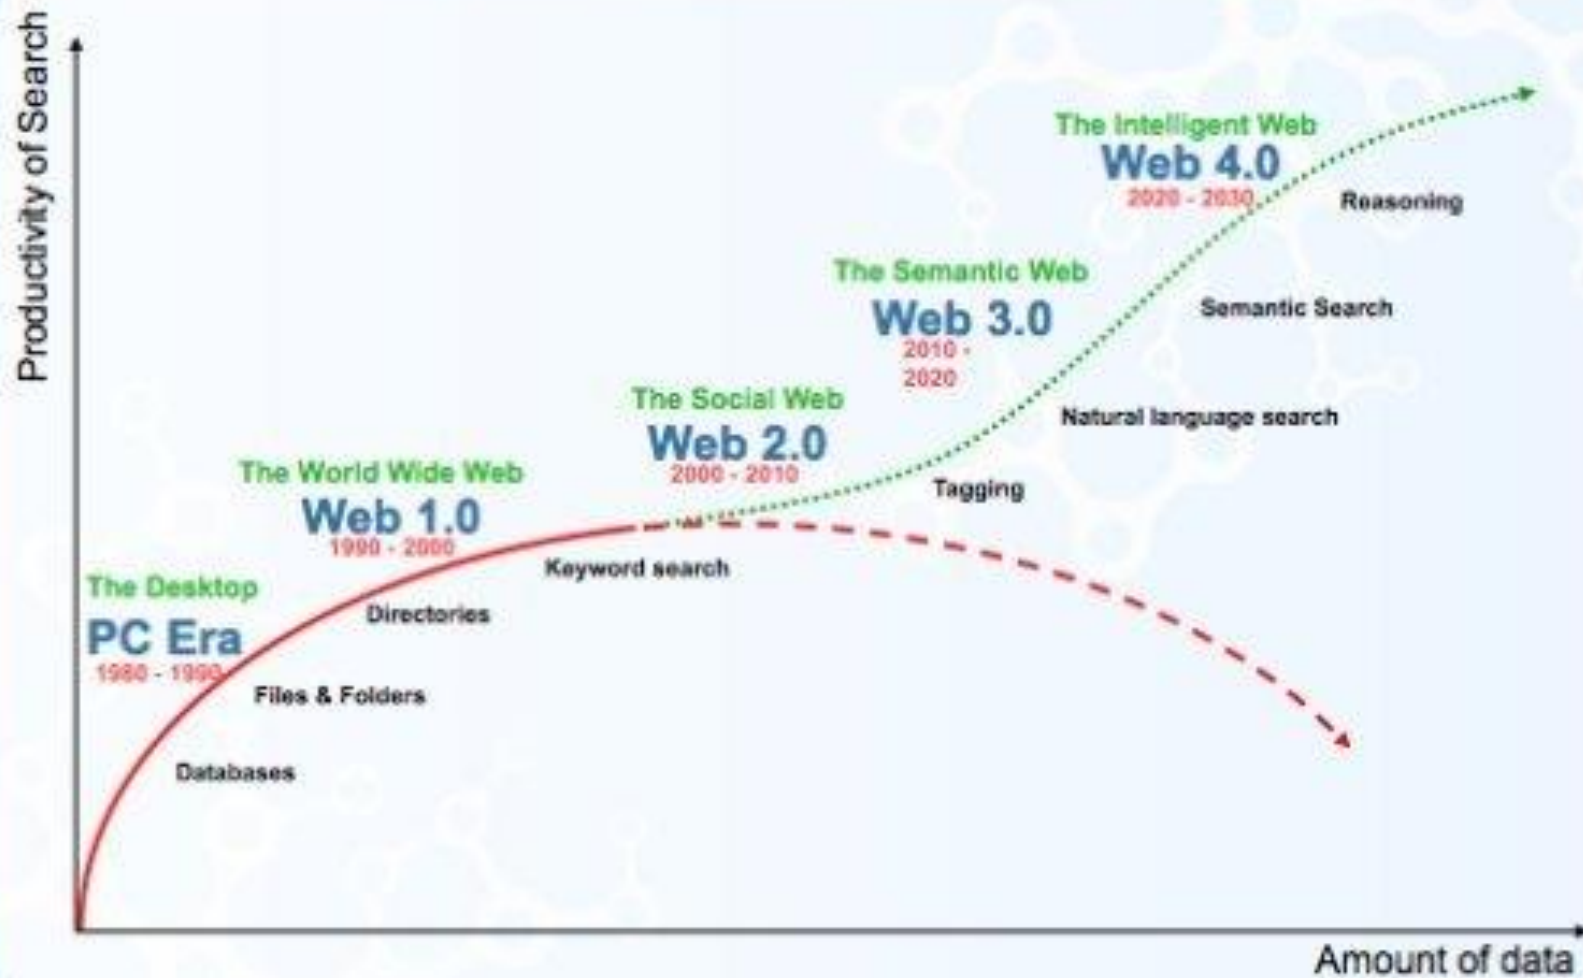 Productivity of Search
The Intelligent Web
Web 4.0
2020 - 2030
Reasoning
The Semantic Web
Web 3.0
2010 -
2020
Semantic Search
The Social Web
Web 2.0
2000 - 2010
Natural language search
Tagging
The World Wide Web
Web 1.0
1990 - 2000
Keyword search
The Desktop
PC Era
1980 - 1990
Directories
Files & Folders
Databases
Amount of data